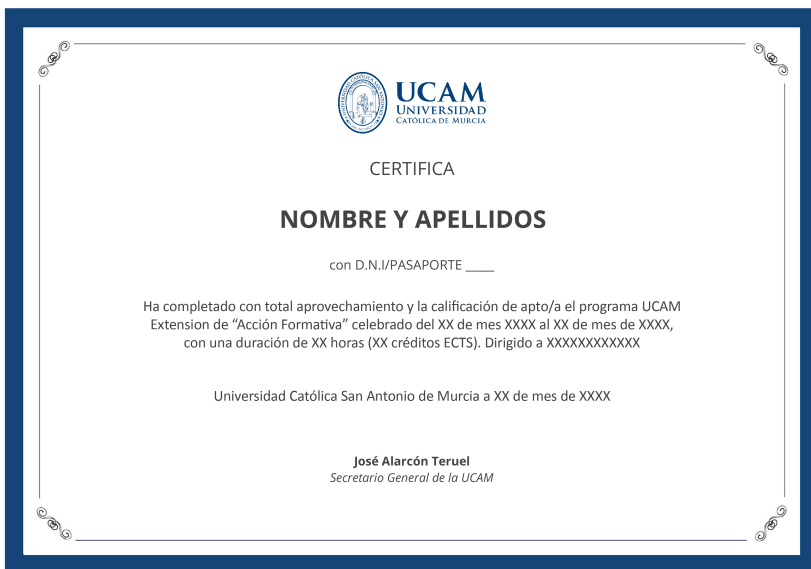 UCAM
UNIVERSIDAD
CATÓLICA DE MURCIA
CERTIFICA
NOMBRE Y APELLIDOS
con D.N.I/PASAPORTE ____
Ha completado con total aprovechamiento y la calificación de apto/a el programa UCAM
Extension de “Acción Formativa” celebrado del XX de mes XXXX al XX de mes de XXXX,
con una duración de XX horas (XX créditos ECTS). Dirigido a XXXXXXXXXXXX
Universidad Católica San Antonio de Murcia a XX de mes de XXXX
José Alarcón Teruel
Secretario General de la UCAM